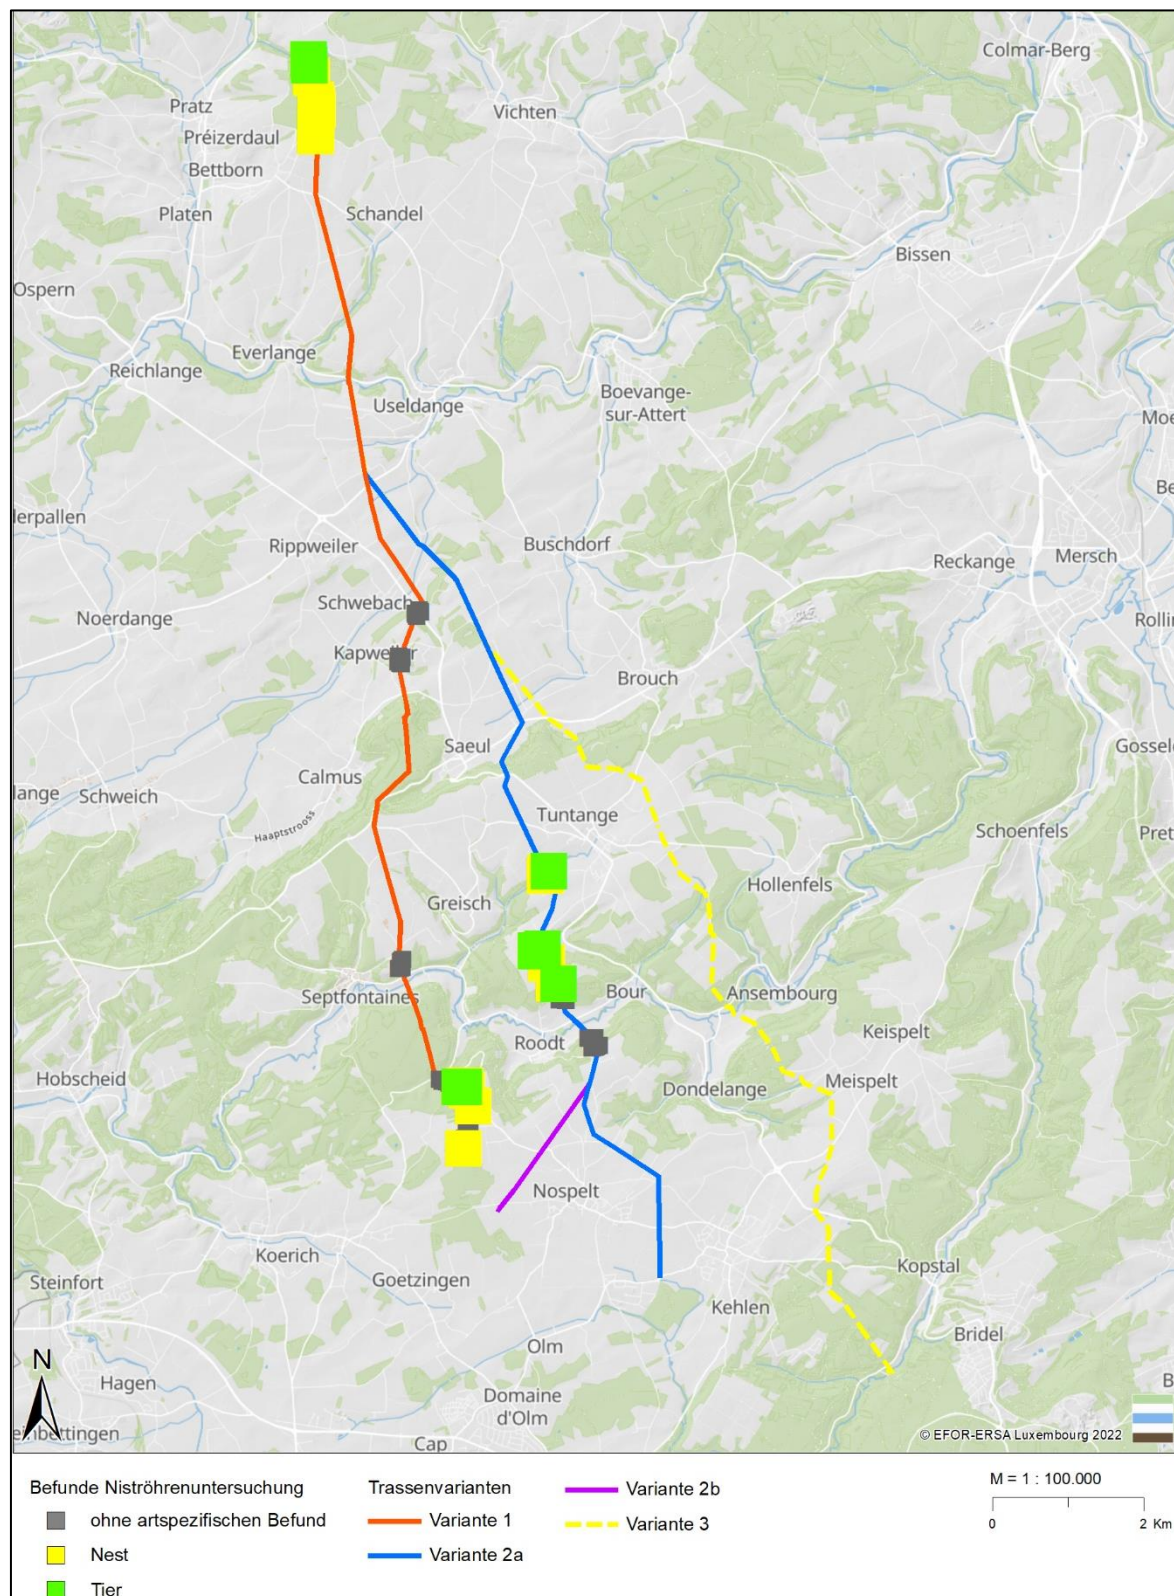 Colmar-Berg
Pratz
Vichten
Préizerdaul
Bettborn
Platen
Schandel
Bissen
Ospern
Everlange
Reichlange
Useldange
Boevange-
sur-Attert
Moe
Be
lerpallen
Rippweiler
Buschdorf
Reckange
Mersch
Schwebach
Noerdange
Rollin
Kapweiler
Brouch
Saeul
Gosseld
Calmus
lange
Schweich
Haaptstrooss
Tuntange
Schoenfels
Pret
Hollenfels
Greisch
Septfontaines
Bour
Ansembourg
Roodt
Keispelt
Hobscheid
Dondelange
Meispelt
Nospelt
Koerich
Goetzingen
Kopstal
Steinfort
Kehlen
Bridel
Olm
N
Hagen
Domaine
d'Olm
B
einbettingen
Cap
© EFOR-ERSA Luxembourg 2022
Befunde Niströhrenuntersuchung
ohne artspezifischen Befund
Nest
Tier
Trassenvarianten
Variante 1
Variante 2a
Variante 2b
Variante 3
M = 1 : 100.000
0 2 Km